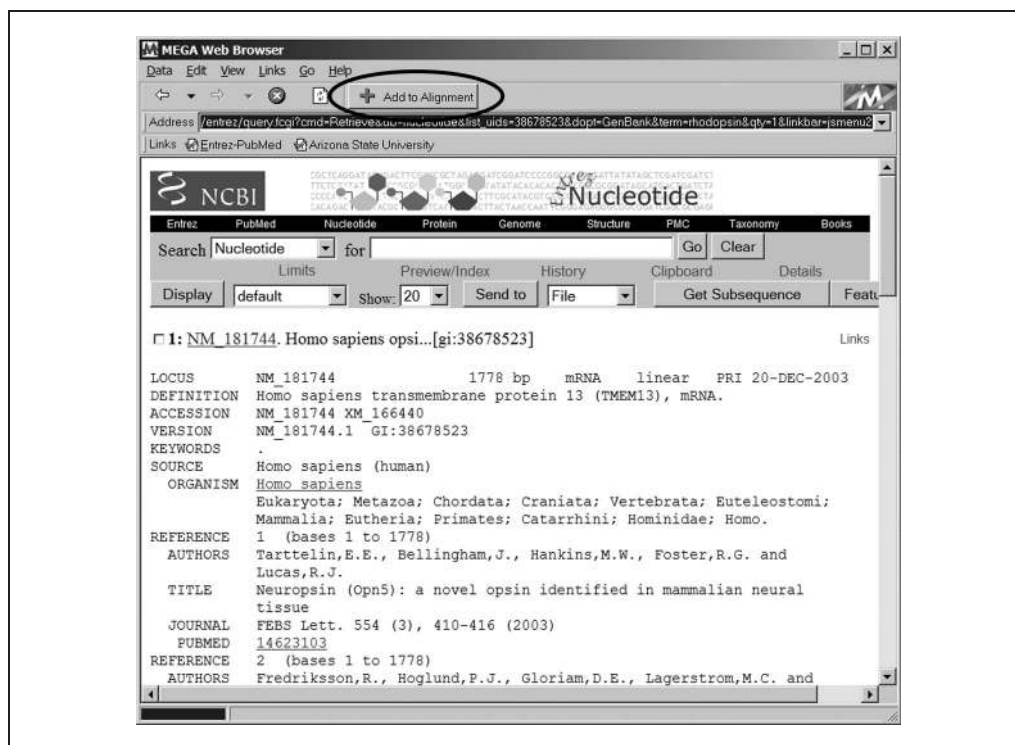 MEGA Web Browser
Data Edit View Links Go Help
Add to Alignment
Address /entrez/query.fcgi?cmd=Retrieve&db=nucleotide&list_uids=38678523&dopt=GenBank&term=rhodopsin&qty=1&linkbar=jsmenu2
Links Entrez-PubMed Arizona State University
NCBI Entrez Nucleotide
Entrez PubMed Nucleotide Protein Genome Structure PMC Taxonomy Books
Search Nucleotide for Go Clear
Limits Preview/Index History Clipboard Details
Display default Show: 20 Send to File Get Subsequence Featu
1: NM_181744. Homo sapiens opsi...[gi:38678523] Links
LOCUS NM_181744 1778 bp mRNA linear PRI 20-DEC-2003
DEFINITION Homo sapiens transmembrane protein 13 (TMEM13), mRNA.
ACCESSION NM_181744 XM_166440
VERSION NM_181744.1 GI:38678523
KEYWORDS .
SOURCE Homo sapiens (human)
ORGANISM Homo sapiens
Eukaryota; Metazoa; Chordata; Craniata; Vertebrata; Euteleostomi;
Mammalia; Eutheria; Primates; Catarrhini; Hominidae; Homo.
REFERENCE 1 (bases 1 to 1778)
AUTHORS Tarttelin,E.E., Bellingham,J., Hankins,M.W., Foster,R.G. and
Lucas,R.J.
TITLE Neuropsin (Opn5): a novel opsin identified in mammalian neural
tissue
JOURNAL FEBS Lett. 554 (3), 410-416 (2003)
PUBMED 14623103
REFERENCE 2 (bases 1 to 1778)
AUTHORS Fredriksson,R., Hoglund,P.J., Gloriam,D.E., Lagerstrom,M.C. and